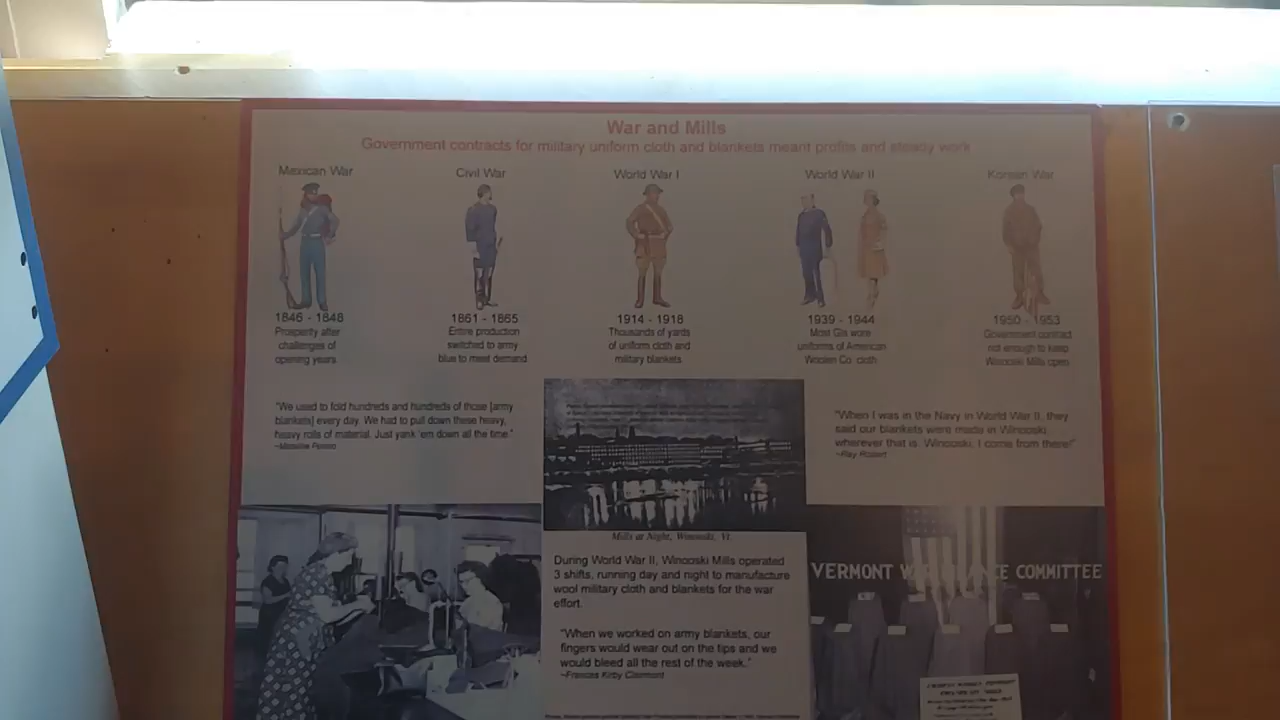 War and Mills
Government contracts for military uniform cloth and blankets meant profits and steady work
Mexican War
1846 - 1848
Prosperity after
challenges of
opening years.
Civil War
1861 - 1865
Entire production
switched to army
blue to meet demand
World War I
1914 - 1918
Thousands of yards
of uniform cloth and
military blankets.
World War II
1939 - 1944
Most GIs wore
uniforms of American
Woolen Co. cloth
Korean War
1950 - 1953
Government contract
not enough to keep
Winooski Mills open
"We used to fold hundreds and hundreds of those [army
blankets] every day. We had to pull down these heavy,
heavy rolls of material. Just yank 'em down all the time."
"When I was in the Navy in World War II, they
said our blankets were made in Winooski,
wherever that is. Winooski, I come from there!"
~Ray
Mills at Night, Winooski, Vt.
During World War II, Winooski Mills operated
3 shifts, running day and night to manufacture
wool military cloth and blankets for the war
effort.
"When we worked on army blankets, our
fingers would wear out on the tips and we
would bleed all the rest of the week."
~Frances Kirby Clermont
VERMONT COMMITTEE